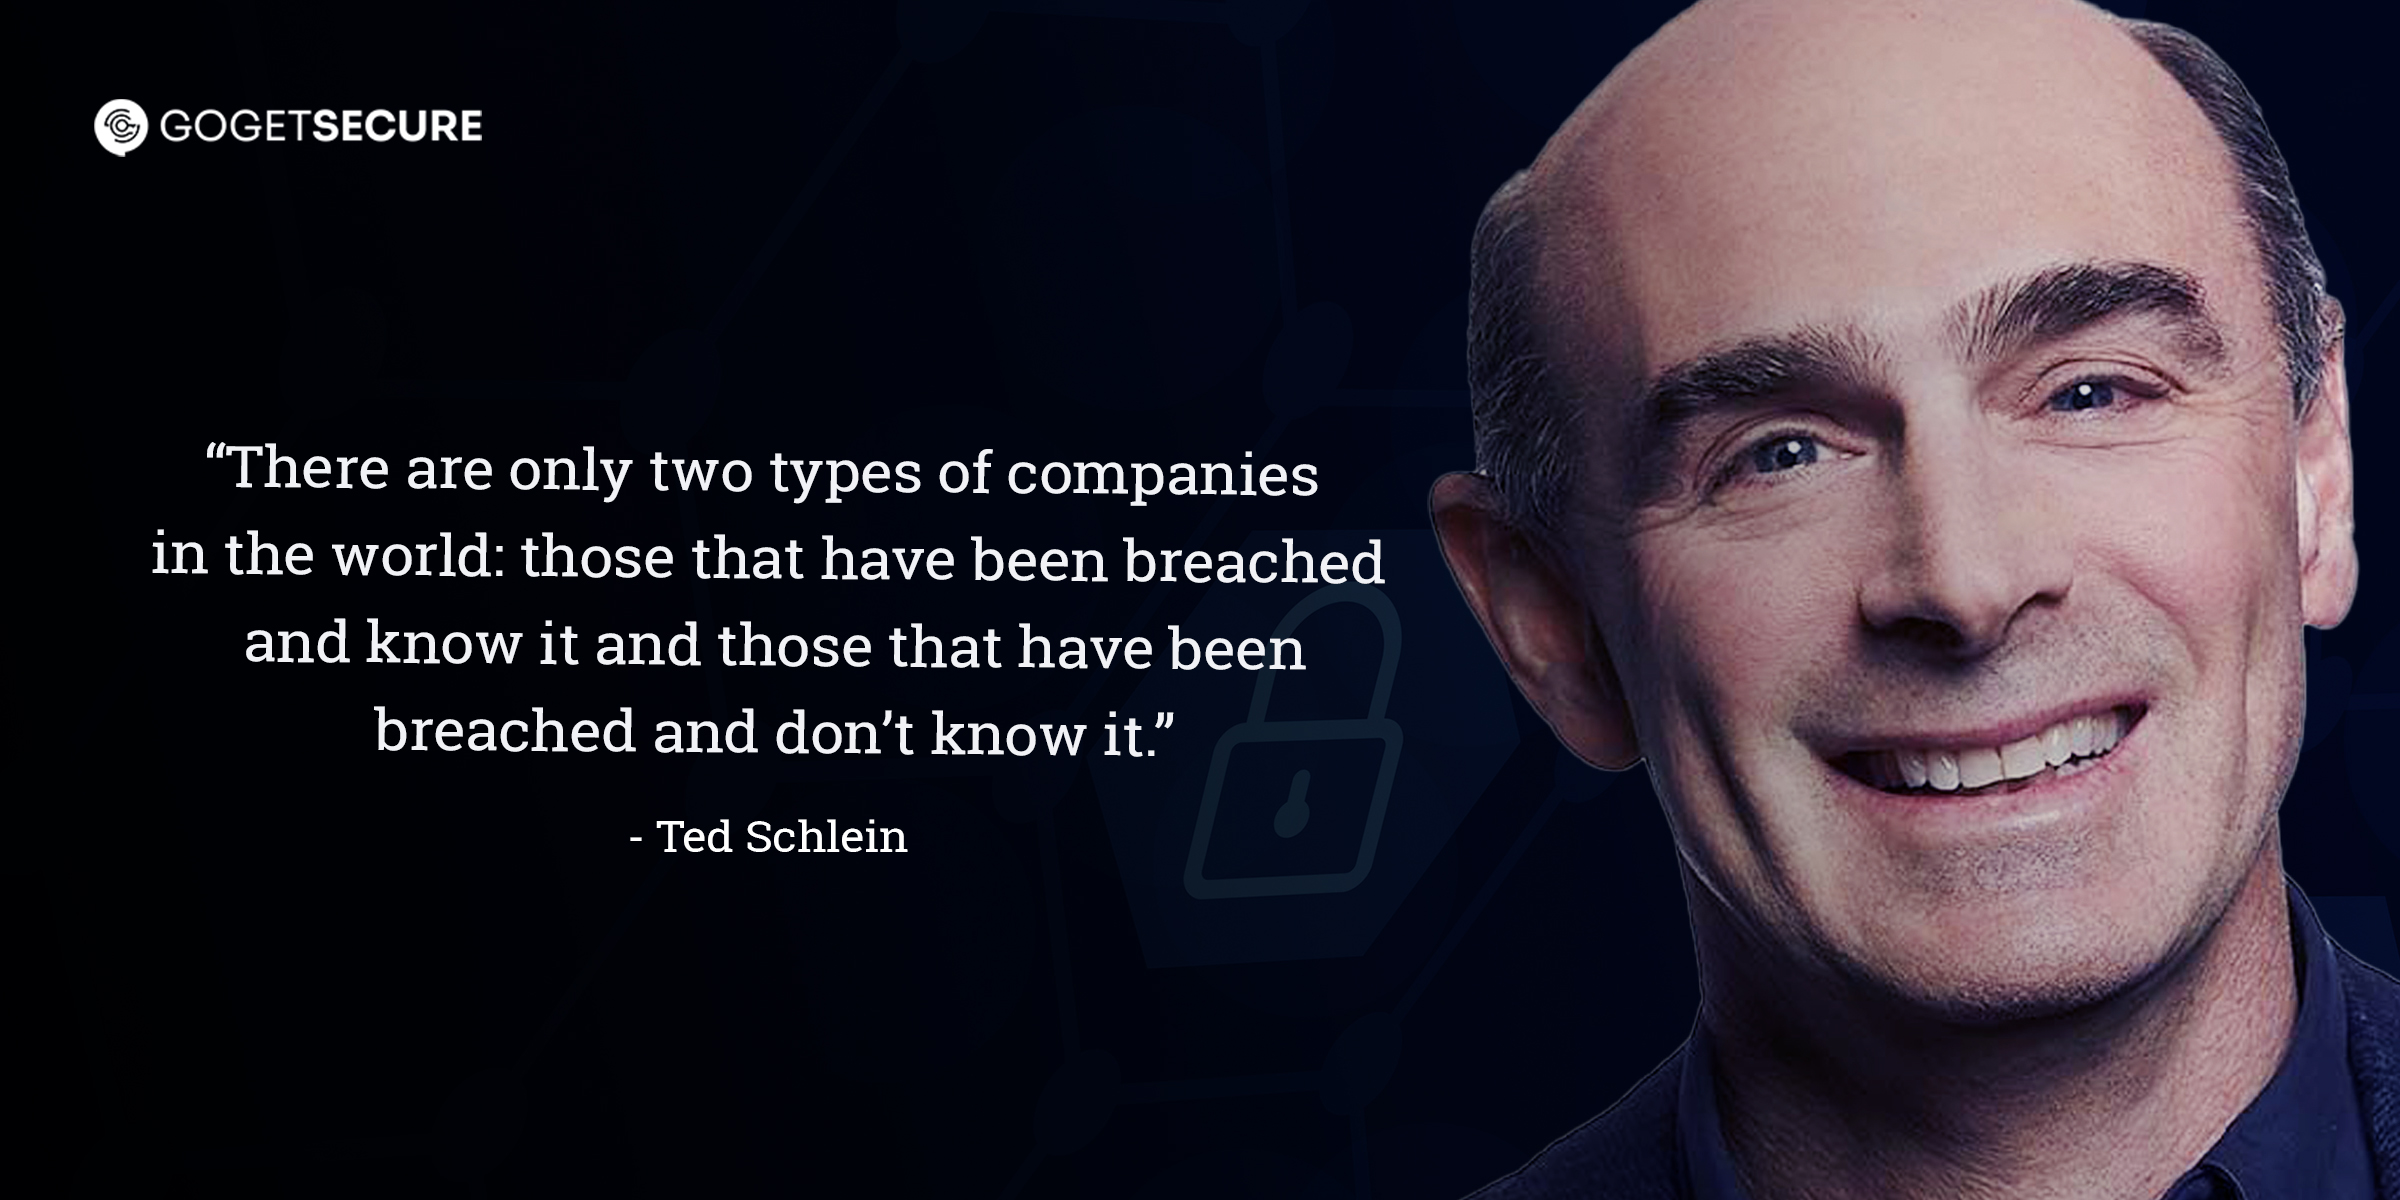 GOGETSECURE
“There are only two types of companies
in the world: those that have been breached
and know it and those that have been
breached and don’t know it.”
- Ted Schlein